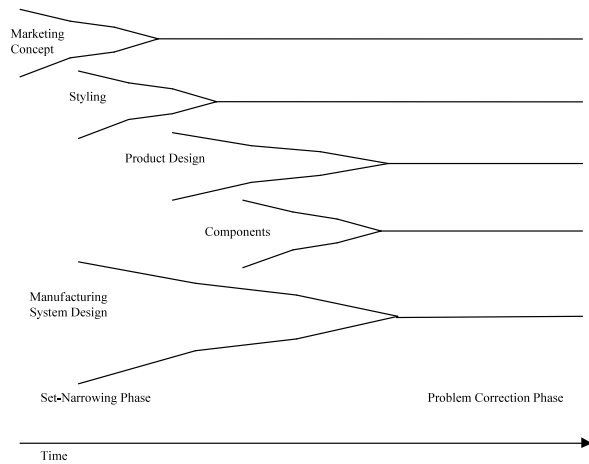 Marketing
Concept
Styling
Product Design
Components
Manufacturing
System Design
Set-Narrowing Phase
Problem Correction Phase
Time